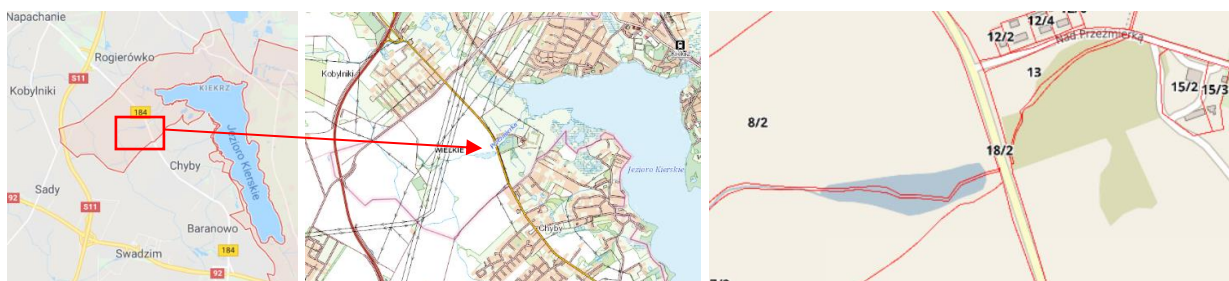 Napachanie
Rogierówko
S11
Kobylniki
KIEKRZ
184
Jezioro Kierskie
Chyby
Sady
92
S11
Baranowo
Swadzim
184
92
Kobylniki
Przeźmierka
WIELKIE
Jezioro Kierskie
Chyby
12/4
12/2
Nad Przeźmierką
13
15/2
15/3
8/2
18/2